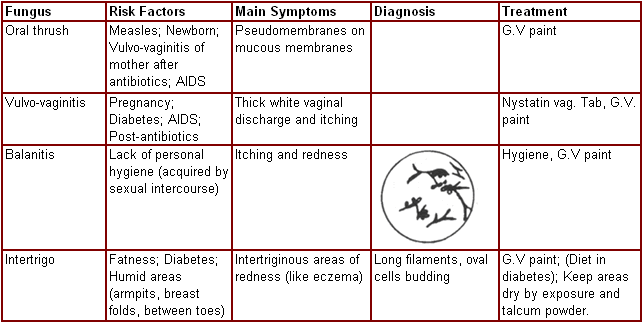 Fungus Risk Factors Main Symptoms Diagnosis Treatment
Oral thrush
Measles; Newborn;
Vulvo-vaginitis of
mother after
antibiotics; AIDS
Pseudomembranes on
mucous membranes
G.V paint
Vulvo-vaginitis
Pregnancy;
Diabetes; AIDS;
Post-antibiotics
Thick white vaginal
discharge and itching
Nystatin vag. Tab, G.V.
paint
Balanitis
Lack of personal
hygiene (acquired by
sexual intercourse)
Itching and redness
Hygiene, G.V paint
Intertrigo
Fatness; Diabetes;
Humid areas
(armpits, breast
folds, between toes)
Intertriginous areas of
redness (like eczema)
Long filaments, oval
cells budding
G.V paint; (Diet in
diabetes); Keep areas
dry by exposure and
talcum powder.